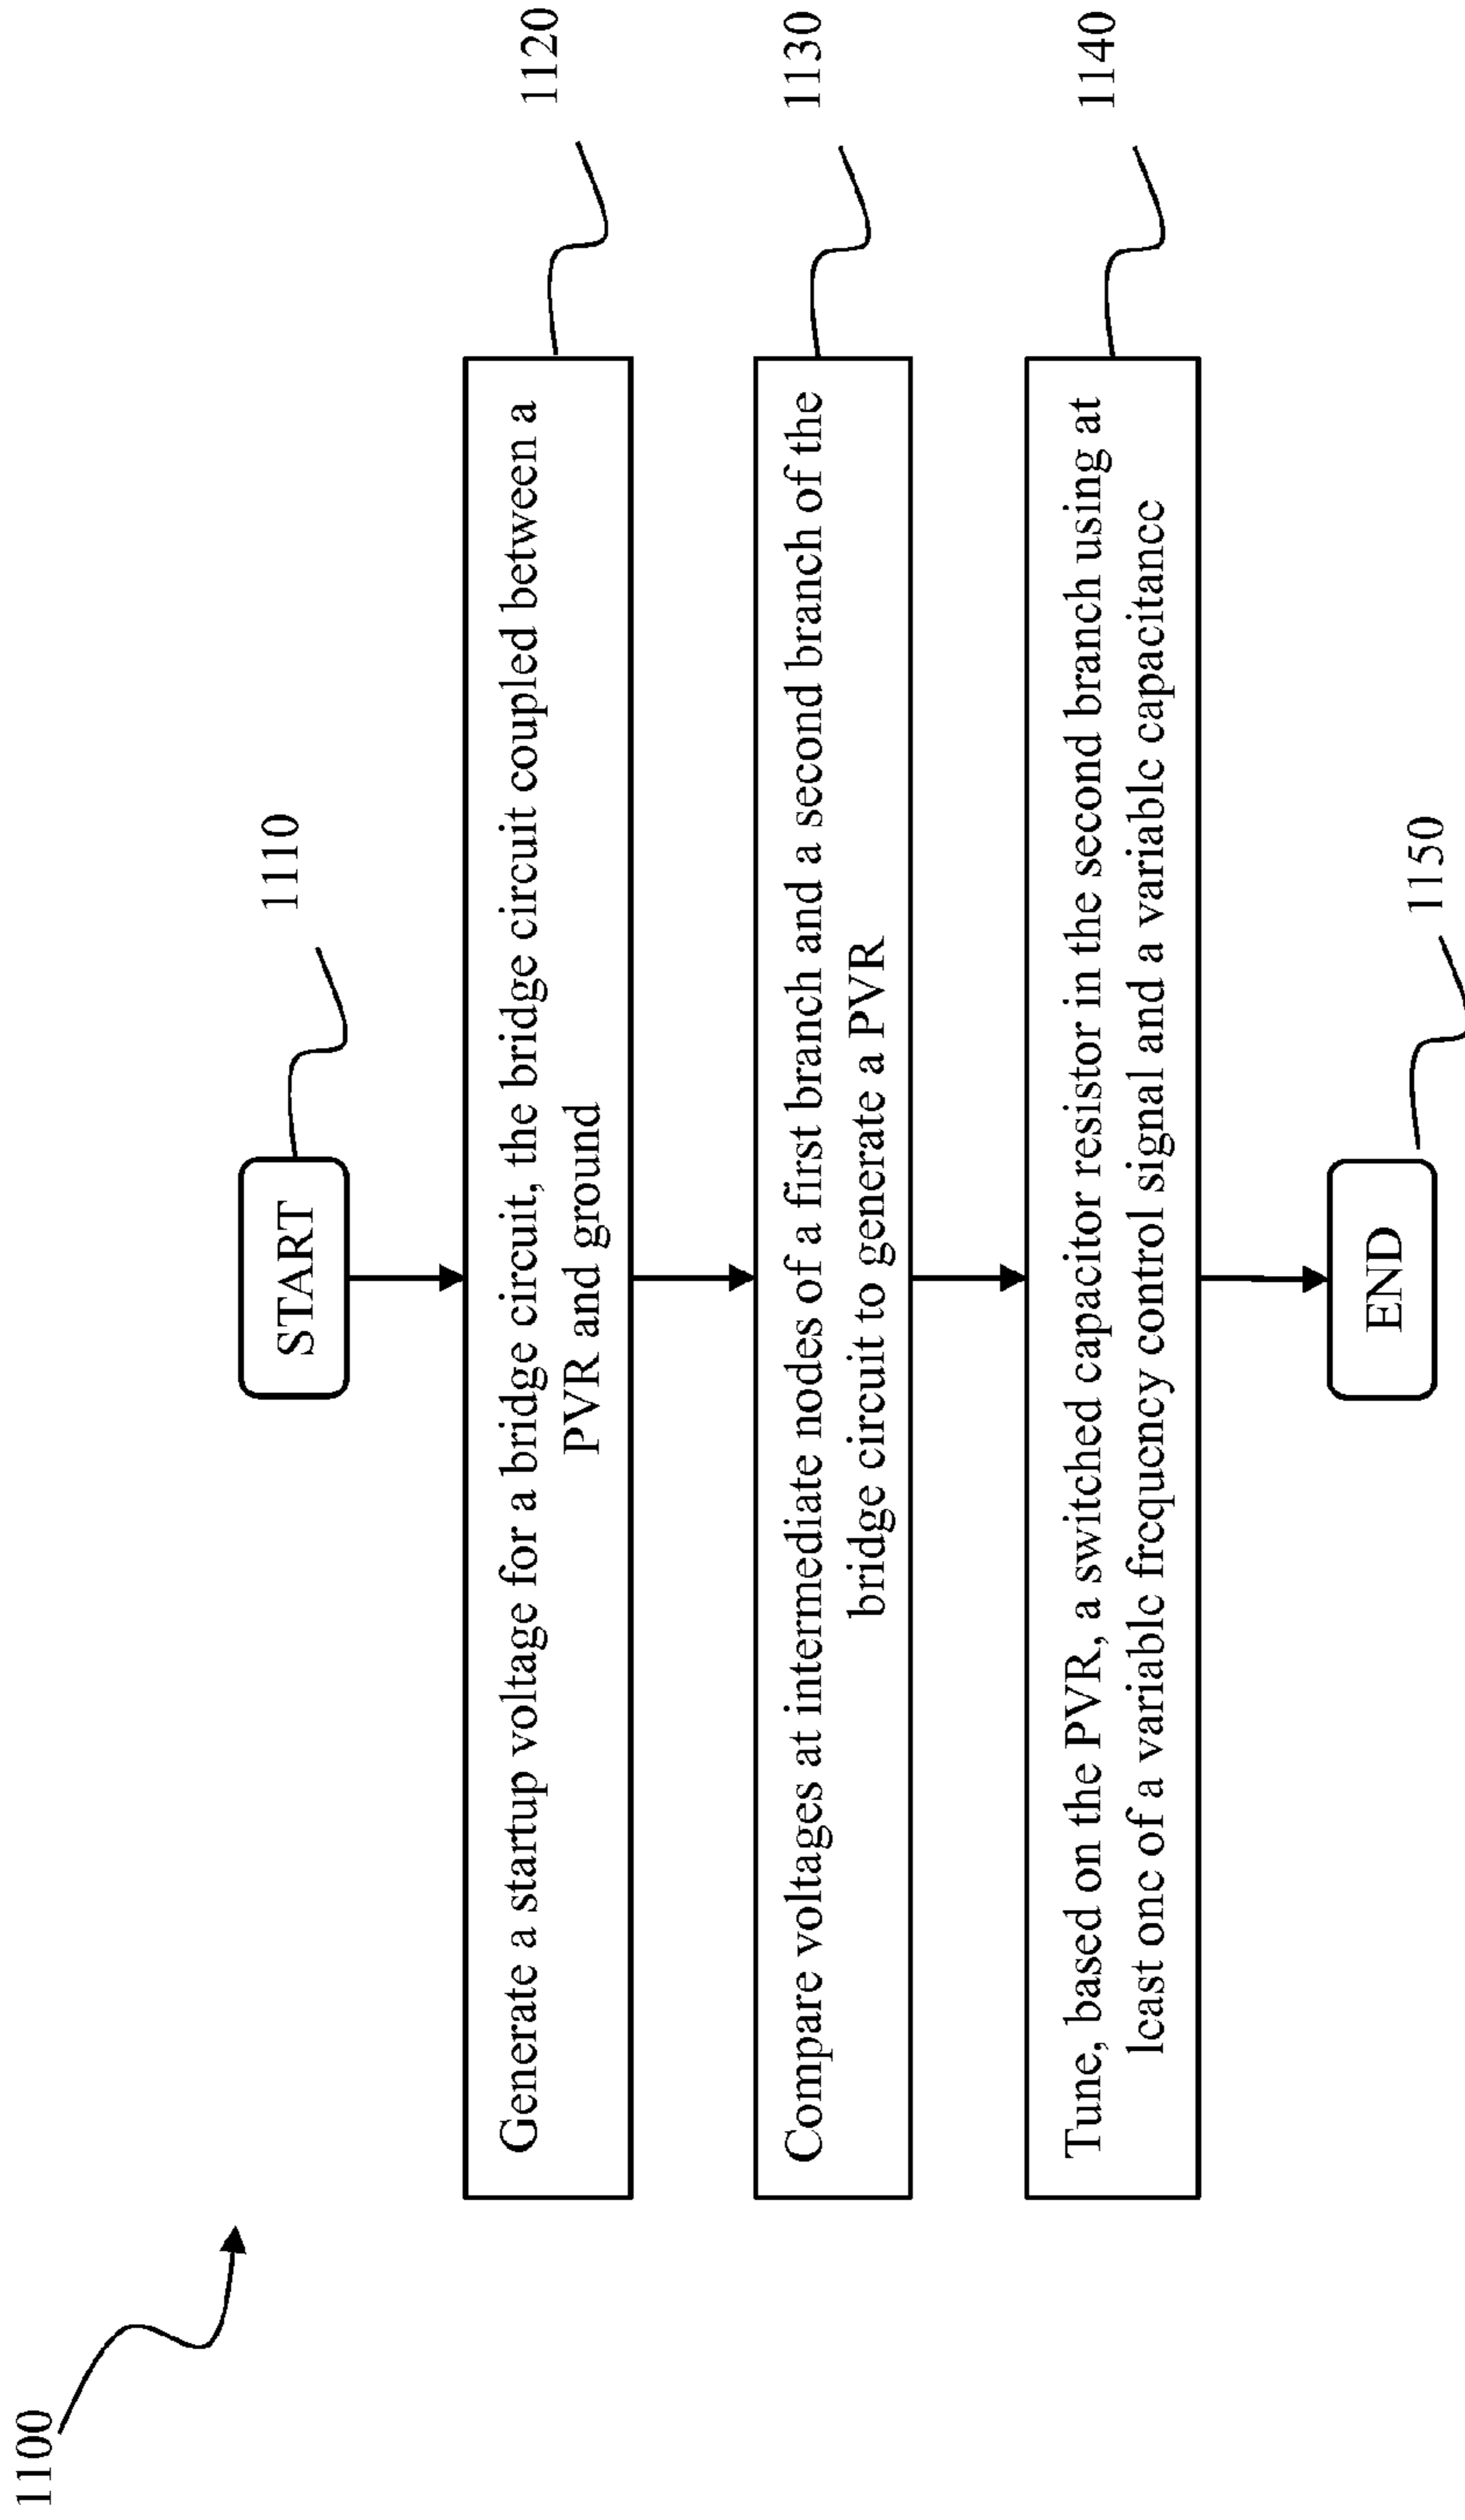 1100
START
1110
Generate a startup voltage for a bridge circuit, the bridge circuit coupled between a
PVR and ground
1120
Compare voltages at intermediate nodes of a first branch and a second branch of the
bridge circuit to generate a PVR
1130
Tune, based on the PVR, a switched capacitor resistor in the second branch using at
least one of a variable frequency control signal and a variable capacitance
1140
END
1150